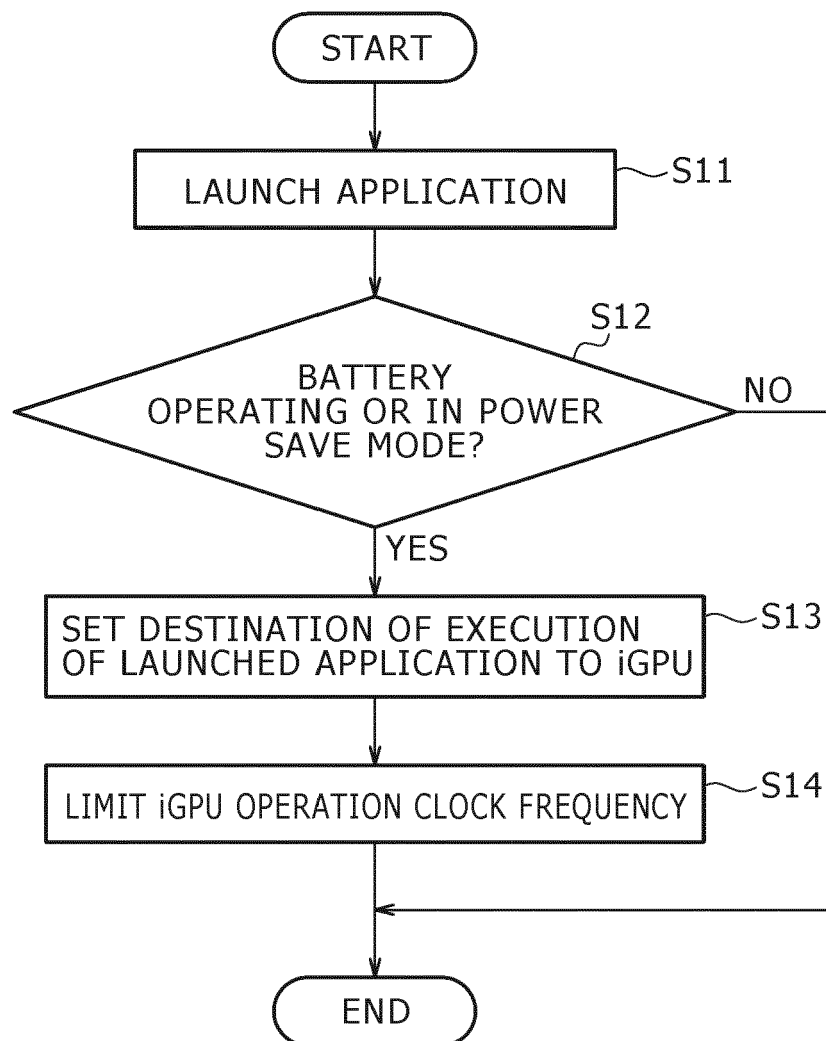 START
LAUNCH APPLICATION
S11
S12
BATTERY
OPERATING OR IN POWER
SAVE MODE?
NO
YES
SET DESTINATION OF EXECUTION
OF LAUNCHED APPLICATION TO iGPU
S13
LIMIT iGPU OPERATION CLOCK FREQUENCY
S14
END